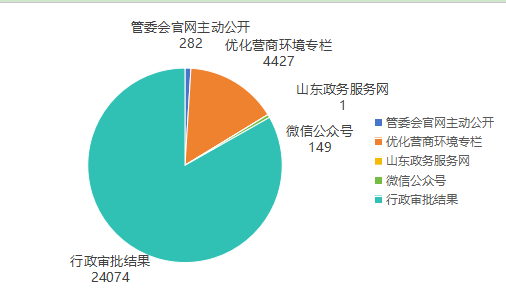 管委会官网主动公开
282
优化营商环境专栏
4427
山东政务服务网
1
微信公众号
149
行政审批结果
24074
管委会官网主动公开
优化营商环境专栏
山东政务服务网
微信公众号
行政审批结果